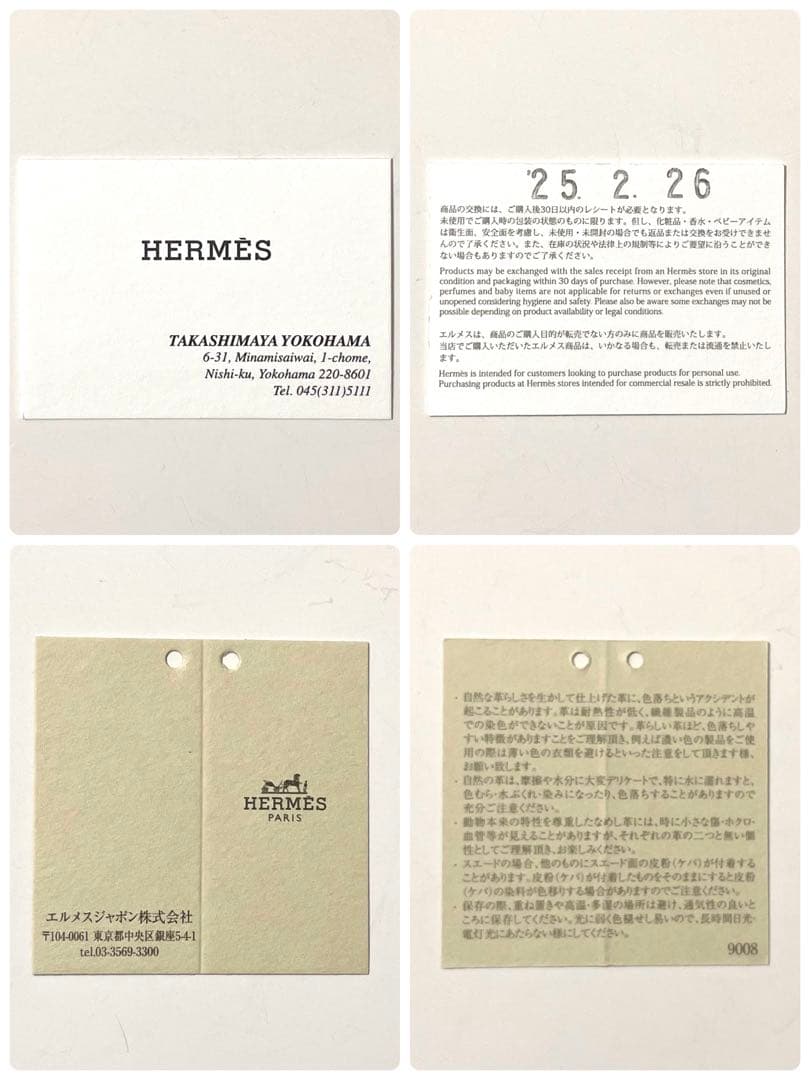 HERMÈS
TAKASHIMAYA YOKOHAMA
6-31, Minamisaiwai, 1-chome,
Nishi-ku, Yokohama 220-8601
Tel. 045(311)5111
'25. 2. 26
商品の交換には、ご購入後30日以内のレシートが必要となります。
未使用でご購入時の包装の状態のものに限ります。但し、化粧品・香水・ベビーアイテム
は衛生面、安全面を考慮し、未使用・未開封の場合でも返品または交換をお受けできませ
んので了承ください。また、在庫の状況や法律上の規制等によりご要望に沿うことができ
ない場合もありますのでご了承ください。
Products may be exchanged with the sales receipt from an Hermès store in its original
condition and packaging within 30 days of purchase. However, please note that cosmetics,
perfumes and baby items are not applicable for returns or exchanges even if unused or
unopened considering hygiene and safety. Please also be aware some exchanges may not be
possible depending on product availability or legal conditions.
エルメスは、商品のご購入目的が転売でない方のみに商品を販売いたします。
当店でご購入いただいたエルメス商品は、いかなる場合も、転売または流通を禁止いたし
ます。
Hermès is intended for customers looking to purchase products for personal use.
Purchasing products at Hermès stores intended for commercial resale is strictly prohibited.
HERMÈS
PARIS
エルメスジャポン株式会社
〒104-0061 東京都中央区銀座5-4-1
tel.03-3569-3300
・自然な革らしさを生かして仕上げた革に、色落ちというアクシデントが
起こることがあります。革は耐熱性が低く、繊維製品のように高温
での染色ができないことが原因です。革らしい革ほど、色落ちしや
すい特徴がありますことをご理解頂き、例えば濃い色の製品をご使
用の際は薄い色の衣類を避けるといった注意をして頂きます様、
お願い致します。
・自然の革は、摩擦や水分に大変デリケートで、特に水に濡れますと、
色むら・水ぶくれ・染みになったり、色落ちすることがありますので
充分ご注意ください。
・動物本来の特性を尊重したなめし革には、時に小さな傷・ホクロ・
血管等が見えることがありますが、それぞれの革の二つと無い個
性としてご理解頂き、お楽しみください。
・スエードの場合、他のものにスエード面の皮粉(ケバ)が付着する
ことがあります。皮粉(ケバ)が付着したものをそのままにすると皮粉
(ケバ)の染料が色移りする場合がありますのでご注意ください。
・保存の際、重ね置きや高温・多湿の場所は避け、通気性の良いと
ころに保存してください。光に弱く色褪せし易いので、長時間日光・
電灯光にあたらない様にしてください。
9008